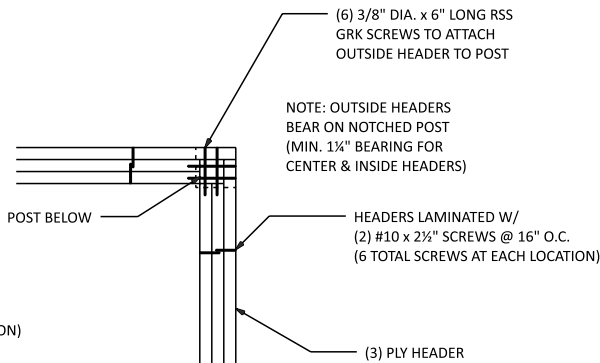 (6) 3/8" DIA. x 6" LONG RSS
GRK SCREWS TO ATTACH
OUTSIDE HEADER TO POST
NOTE: OUTSIDE HEADERS
BEAR ON NOTCHED POST
(MIN. 1¼" BEARING FOR
CENTER & INSIDE HEADERS)
POST BELOW
HEADERS LAMINATED W/
(2) #10 x 2½" SCREWS @ 16" O.C.
(6 TOTAL SCREWS AT EACH LOCATION)
ON)
(3) PLY HEADER